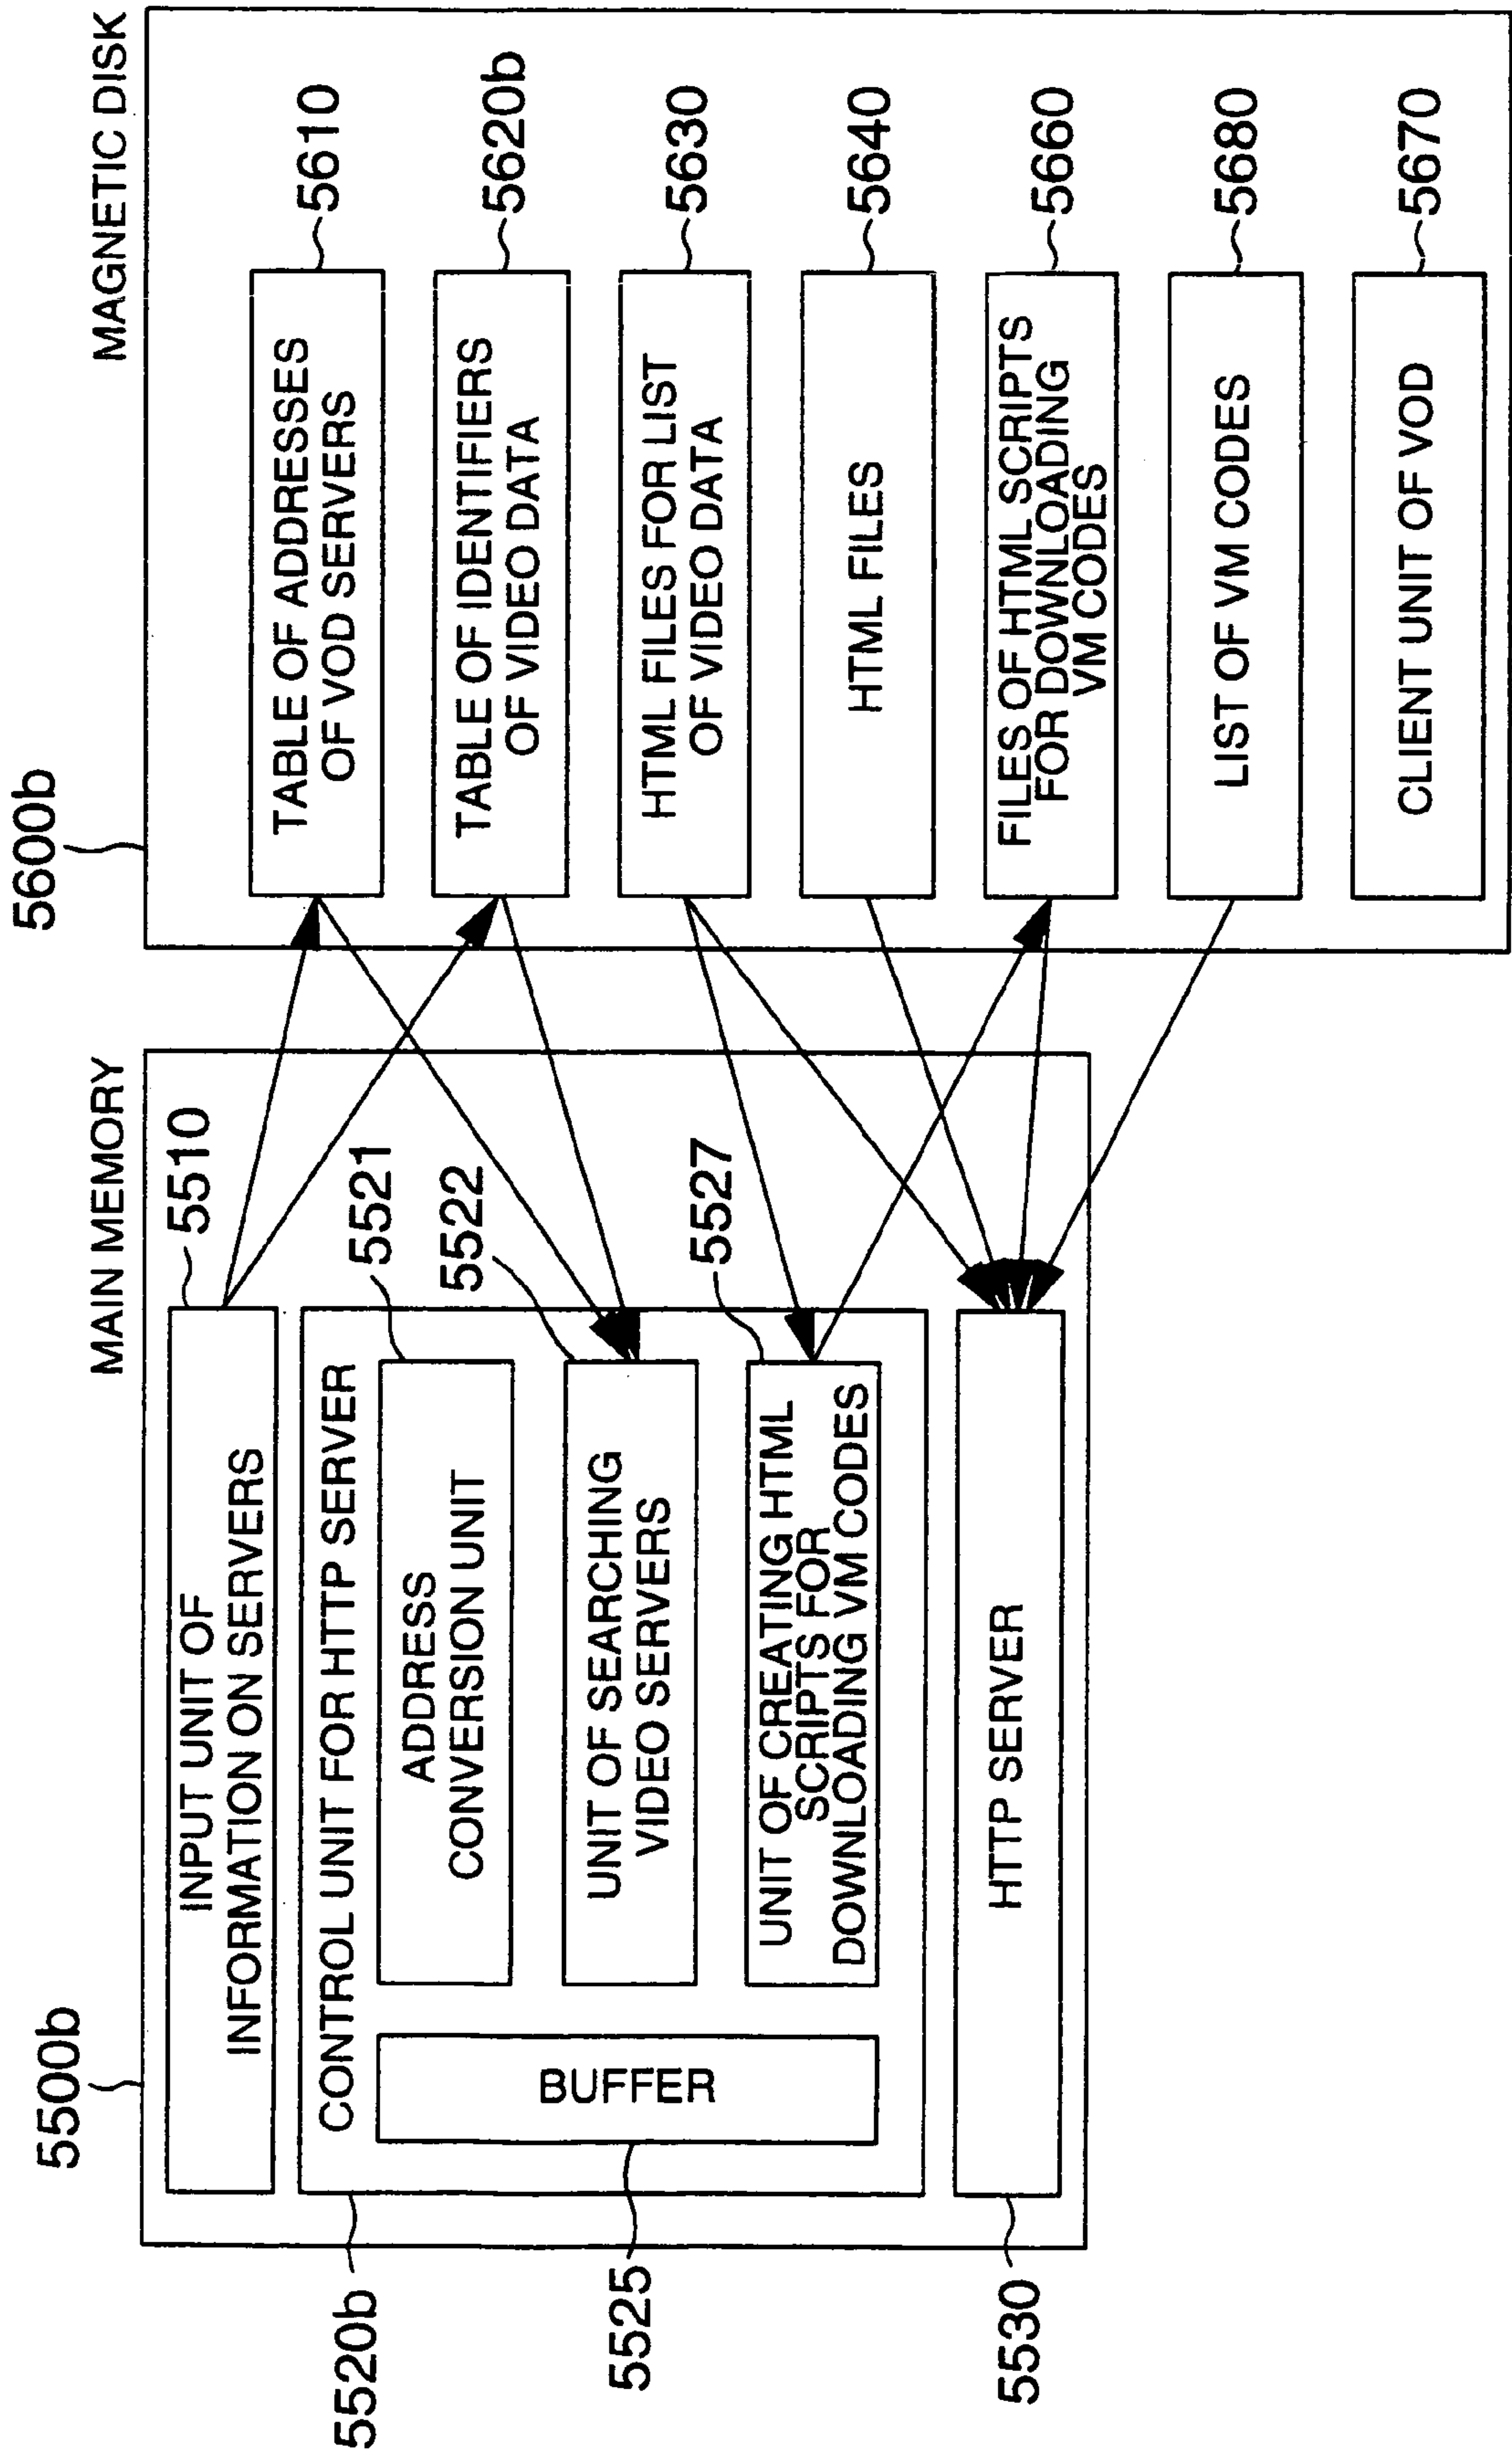 5500b
MAIN MEMORY
INPUT UNIT OF
INFORMATION ON SERVERS
5510
5520b
CONTROL UNIT FOR HTTP SERVER
BUFFER
5525
ADDRESS
CONVERSION UNIT
5521
UNIT OF SEARCHING
VIDEO SERVERS
5522
UNIT OF CREATING HTML
SCRIPTS FOR
DOWNLOADING VM CODES
5527
HTTP SERVER
5530
5600b
MAGNETIC DISK
TABLE OF ADDRESSES
OF VOD SERVERS
5610
TABLE OF IDENTIFIERS
OF VIDEO DATA
5620b
HTML FILES FOR LIST
OF VIDEO DATA
5630
HTML FILES
5640
FILES OF HTML SCRIPTS
FOR DOWNLOADING
VM CODES
5660
LIST OF VM CODES
5680
CLIENT UNIT OF VOD
5670